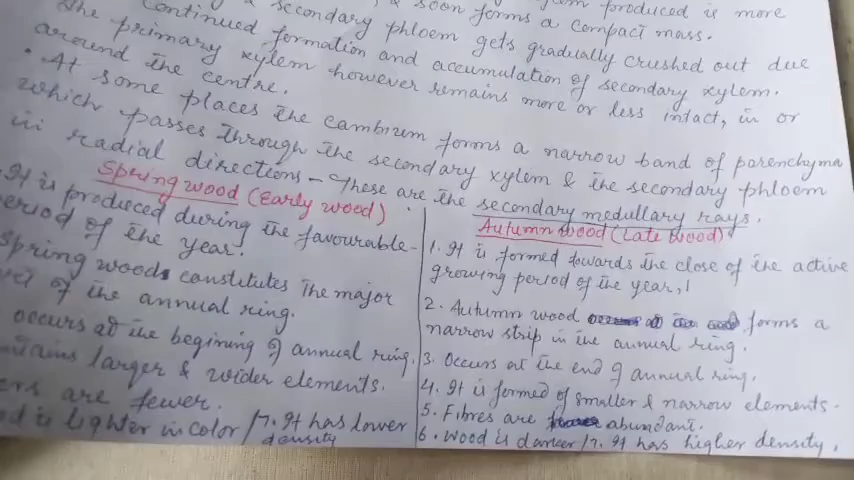 soon forms a compact mass. produced is more
secondary phloem gets gradually crushed out due
continued formation and accumulation of secondary xylem.
The primary xylem however remains more or less intact, in or
around the centre.
• At some places the cambium forms a narrow band of parenchyma
which passes through the secondary xylem & the secondary phloem
in radial directions - These are the secondary medullary rays.
Spring wood (Early wood)
It is produced during the favourable
period of the year.
Spring wood constitutes the major
of the annual ring.
occurs at the begining of annual ring.
larger & wider elements.
are fewer.
is lighter in color / 7. It has lower
density
Autumn wood (Late wood)
1. It is formed towards the close of the active
growing period of the year,
2. Autumn wood forms a
narrow strip in the annual ring.
3. Occurs at the end of annual ring.
4. It is formed of smaller & narrow elements.
5. Fibres are abundant.
6. Wood is darker / 7. It has higher density.